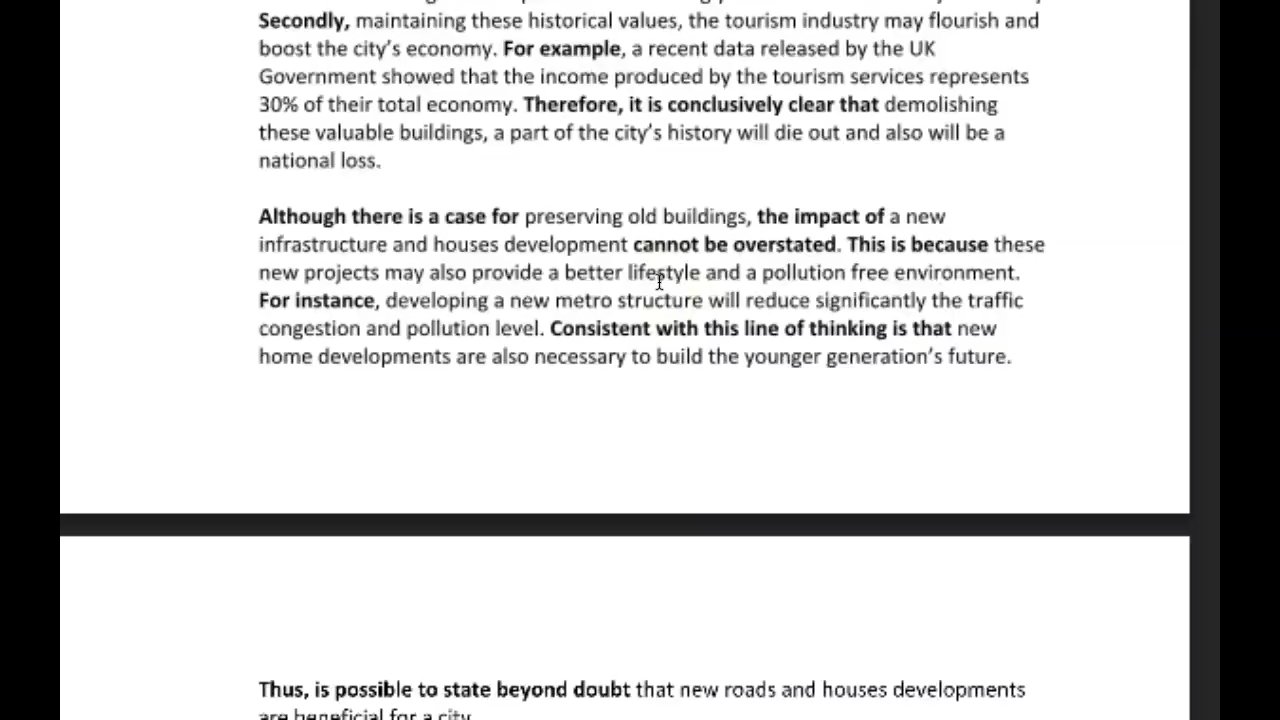 Secondly, maintaining these historical values, the tourism industry may flourish and
boost the city's economy. For example, a recent data released by the UK
Government showed that the income produced by the tourism services represents
30% of their total economy. Therefore, it is conclusively clear that demolishing
these valuable buildings, a part of the city's history will die out and also will be a
national loss.
Although there is a case for preserving old buildings, the impact of a new
infrastructure and houses development cannot be overstated. This is because these
new projects may also provide a better lifestyle and a pollution free environment.
For instance, developing a new metro structure will reduce significantly the traffic
congestion and pollution level. Consistent with this line of thinking is that new
home developments are also necessary to build the younger generation's future.
Thus, is possible to state beyond doubt that new roads and houses developments
are beneficial for a city.